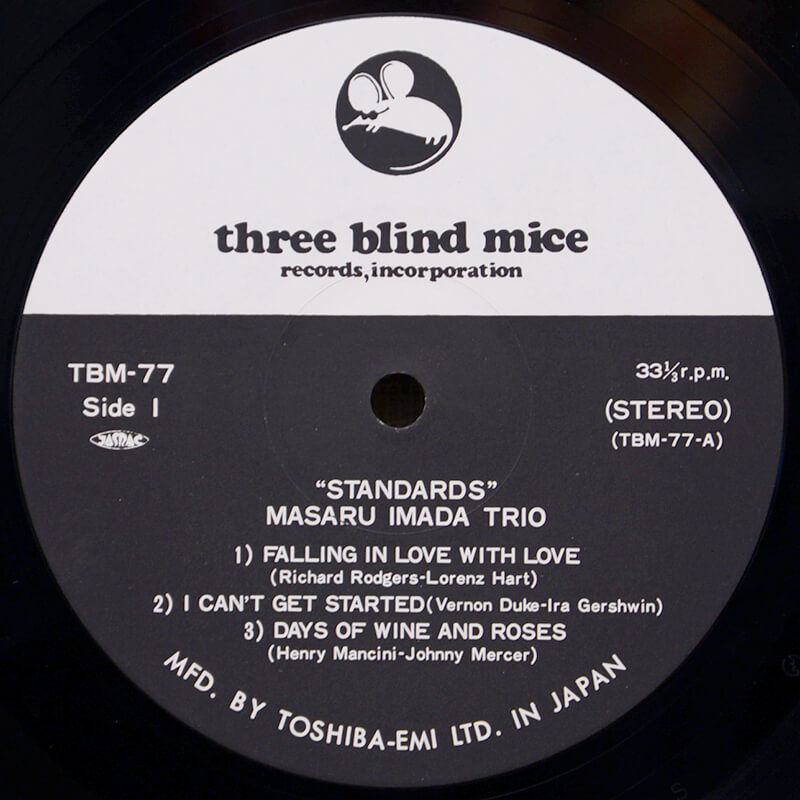 three blind mice
records, incorporation
TBM-77
33⅓ r.p.m.
Side 1
(STEREO)
JASRAC
(TBM-77-A)
“STANDARDS”
MASARU IMADA TRIO
1) FALLING IN LOVE WITH LOVE
(Richard Rodgers-Lorenz Hart)
2) I CAN'T GET STARTED (Vernon Duke-Ira Gershwin)
3) DAYS OF WINE AND ROSES
(Henry Mancini-Johnny Mercer)
MFD. BY TOSHIBA-EMI LTD. IN JAPAN